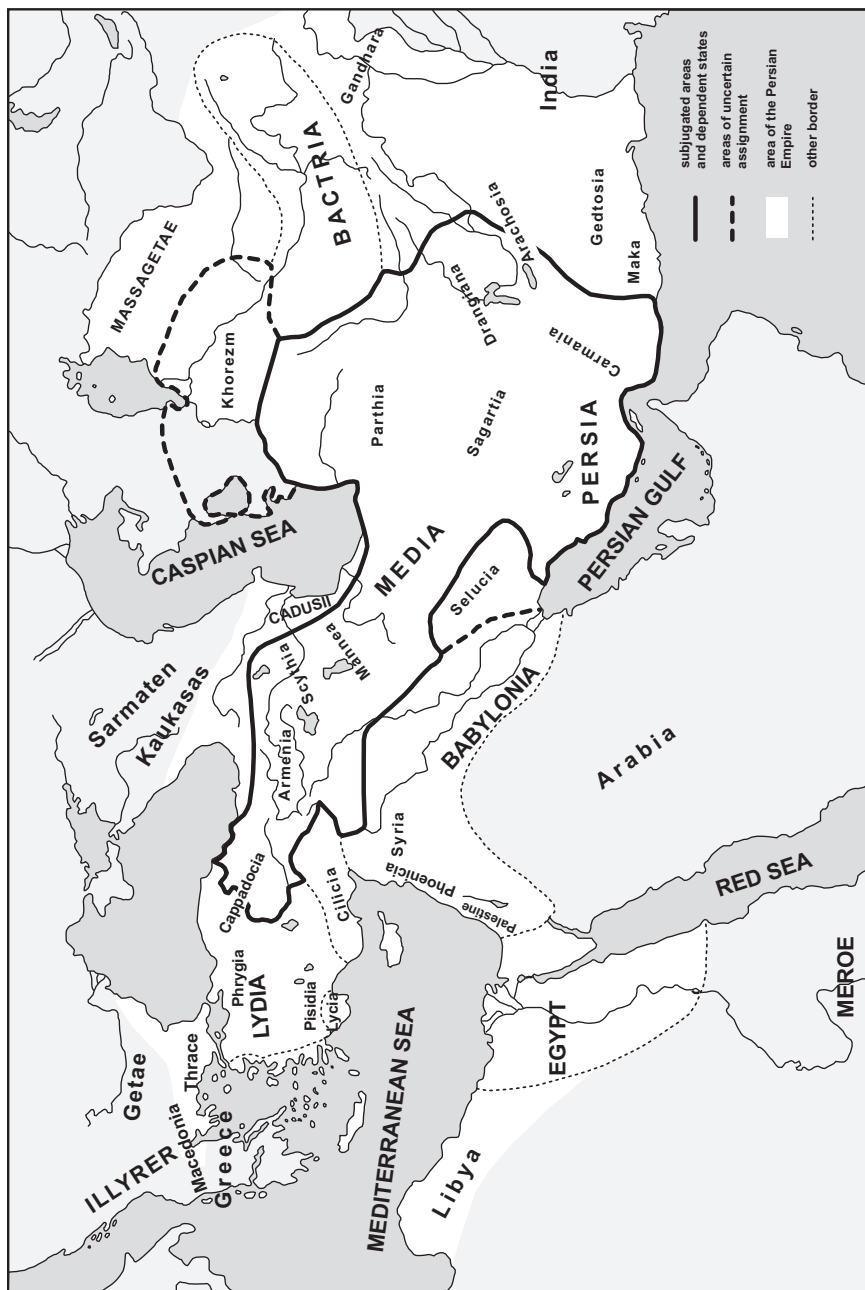 ILLYRER
Getae
Macedonia
Thrace
Greece
Sarmaten
Kaukasas
CASPIAN SEA
MASSAGETAE
Khorezm
BACTRIA
Gandhara
India
Phrygia
LYDIA
Pisidia
Lycia
Cappadocia
Cilicia
Armenia
Scythia
CADUSII
Mannea
MEDIA
Parthia
Sagartia
Drangiana
Arachosia
Gedtosia
Maka
Carmania
PERSIA
Selucia
PERSIAN GULF
BABYLONIA
Syria
Phoenicia
Palestine
Arabia
MEDITERRANEAN SEA
Libya
EGYPT
RED SEA
MEROE
subjugated areas
and dependent states
areas of uncertain
assignment
area of the Persian
Empire
other border